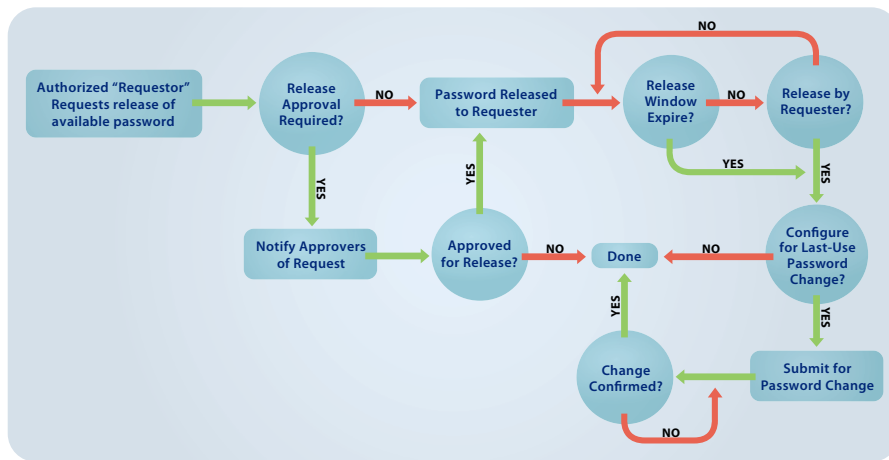 Authorized “Requestor”
Requests release of
available password
Release
Approval
Required?
NO
Password Released
to Requester
Release
Window
Expire?
NO
Release by
Requester?
NO
YES
YES
YES
Notify Approvers
of Request
Approved
for Release?
YES
NO
Done
NO
Configure
for Last-Use
Password
Change?
YES
Submit for
Password Change
Change
Confirmed?
YES
NO